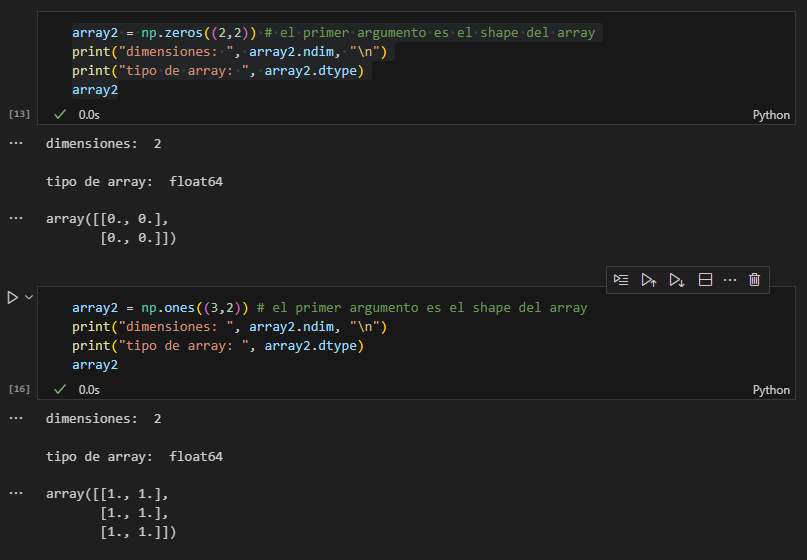 array2 = np.zeros((2,2)) # el primer argumento es el shape del array
print("dimensiones: ", array2.ndim, "\n")
print("tipo de array: ", array2.dtype)
array2
[13]
0.0s
Python
... dimensiones:  2
tipo de array:  float64
... array([[0., 0.],
       [0., 0.]])
array2 = np.ones((3,2)) # el primer argumento es el shape del array
print("dimensiones: ", array2.ndim, "\n")
print("tipo de array: ", array2.dtype)
array2
[16]
0.0s
Python
... dimensiones:  2
tipo de array:  float64
... array([[1., 1.],
       [1., 1.],
       [1., 1.]])